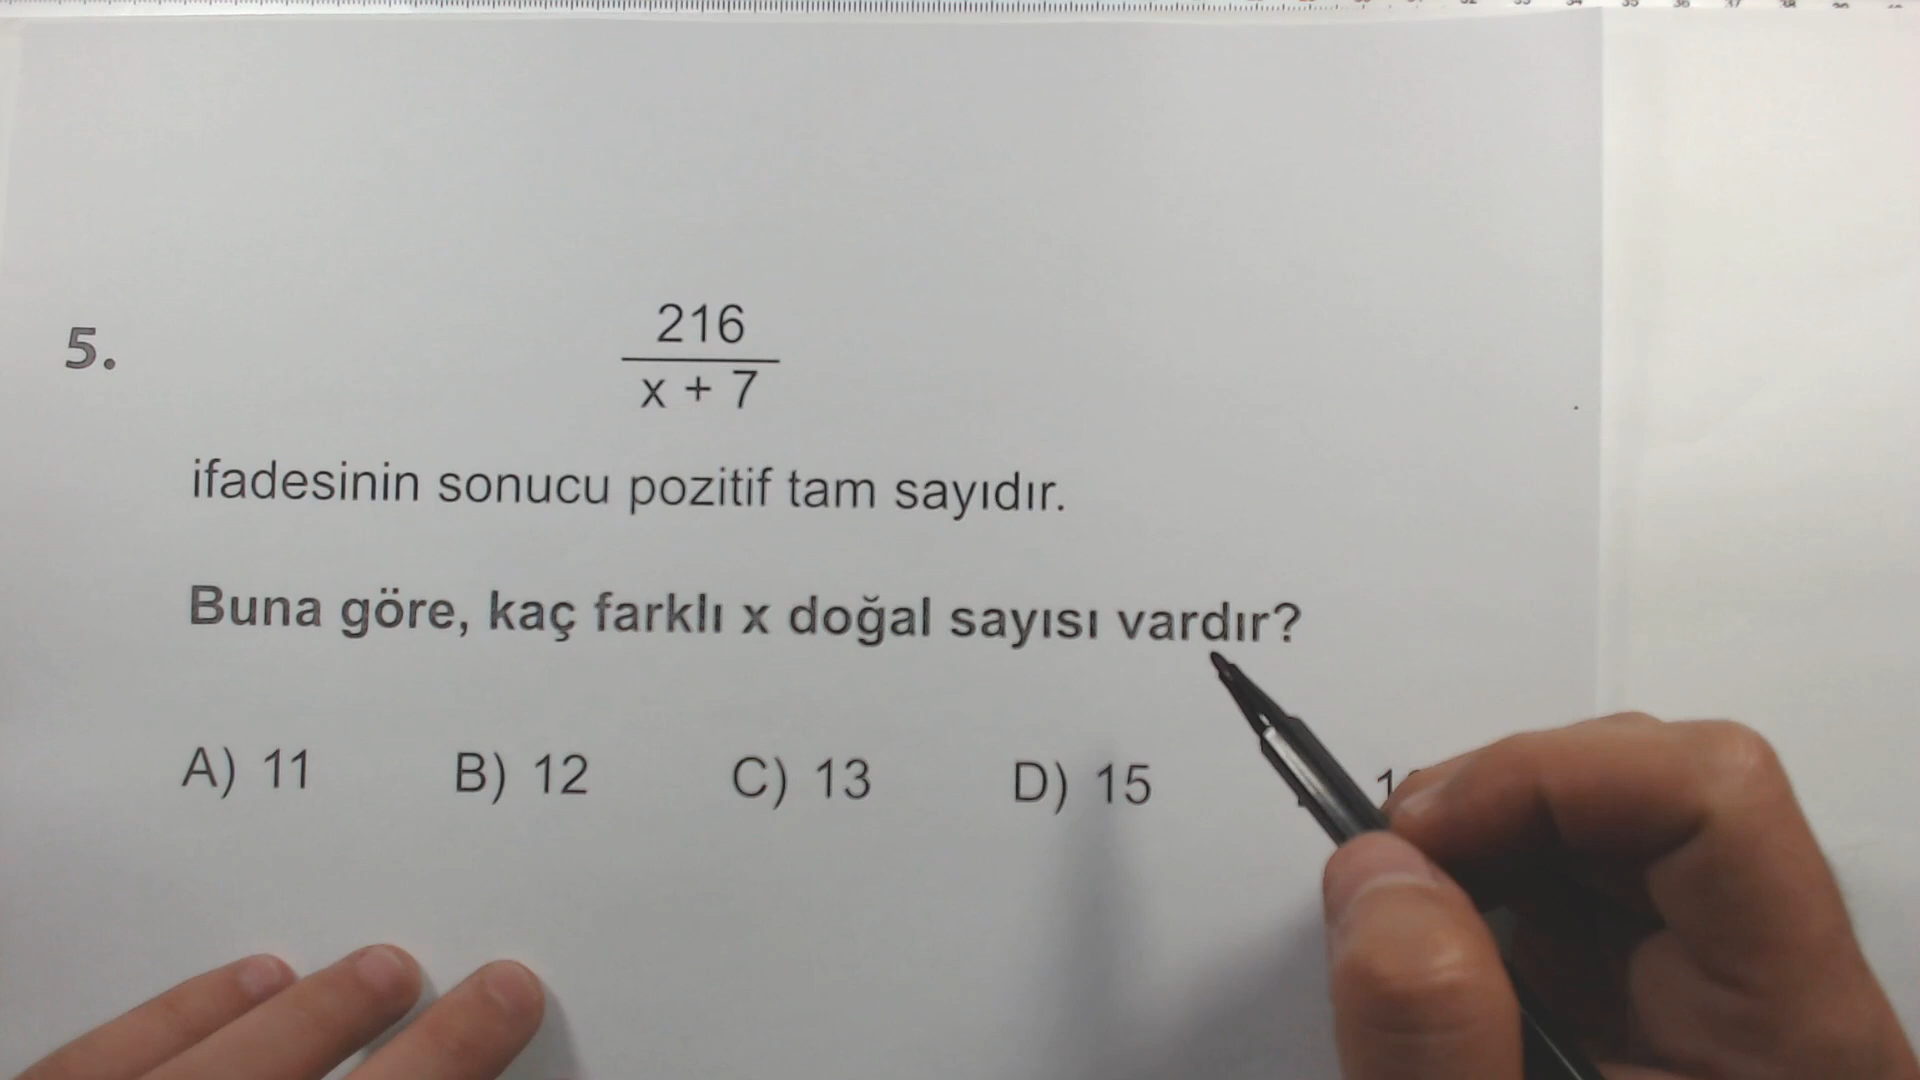 5.
216
x + 7
ifadesinin sonucu pozitif tam sayıdır.
Buna göre, kaç farklı x doğal sayısı vardır?
A) 11 B) 12 C) 13 D) 15